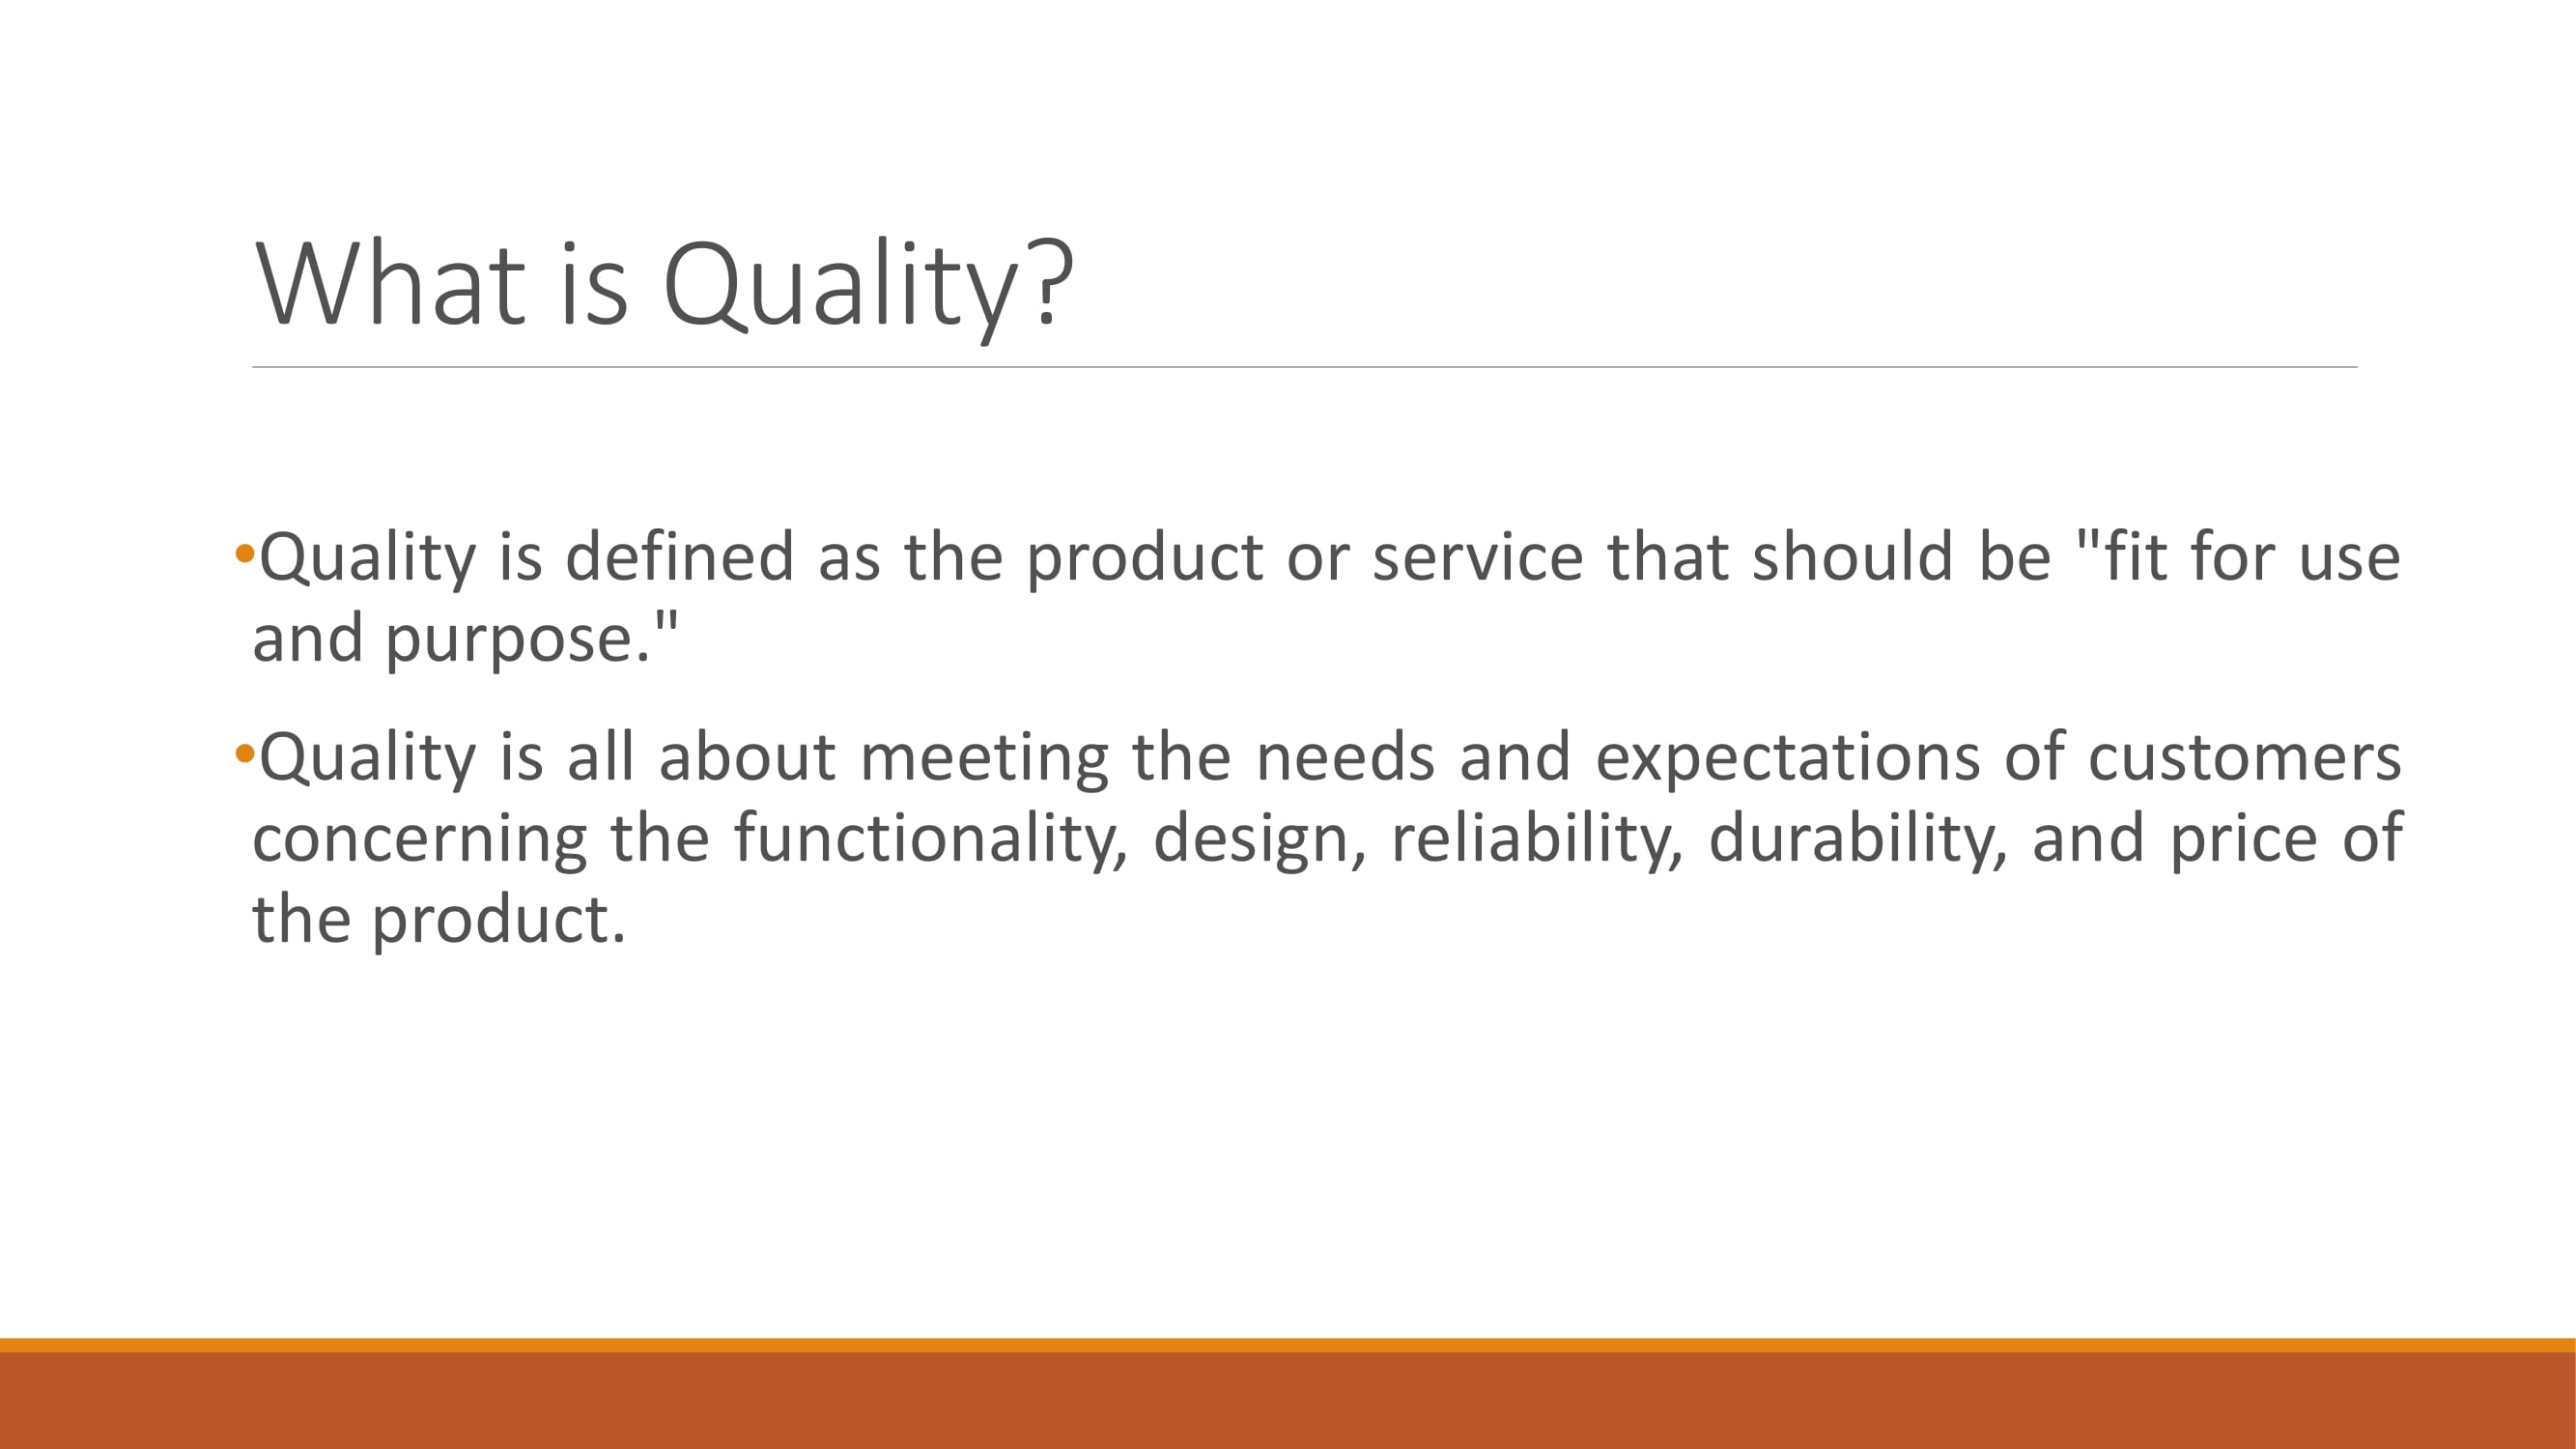 What is Quality?
•Quality is defined as the product or service that should be "fit for use
and purpose."
•Quality is all about meeting the needs and expectations of customers
concerning the functionality, design, reliability, durability, and price of
the product.